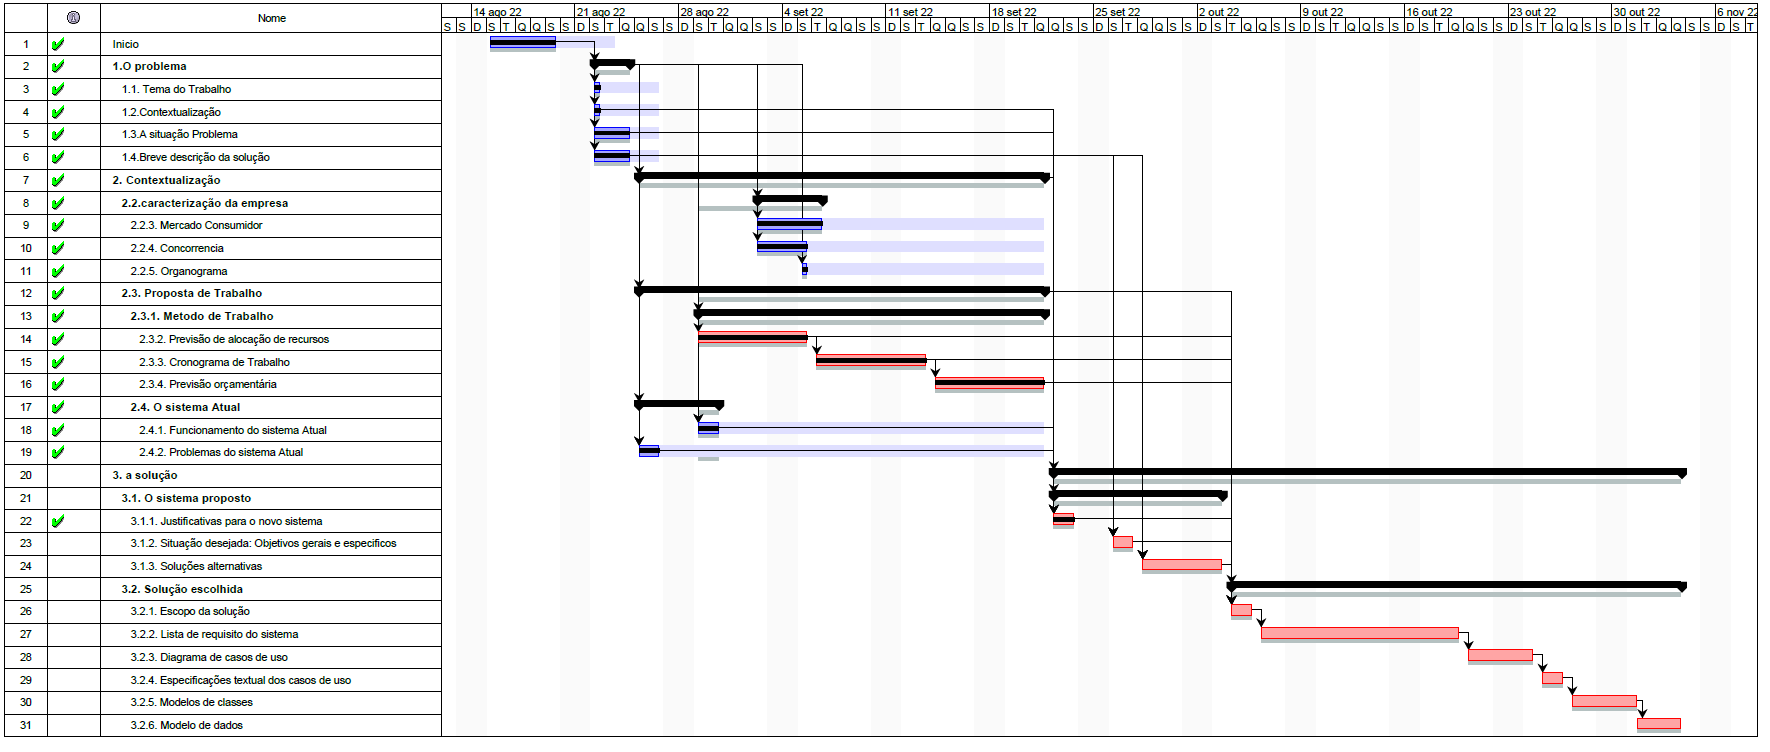 Nome
14 ago 22 21 ago 22 28 ago 22 4 set 22 11 set 22 18 set 22 25 set 22 2 out 22 9 out 22 16 out 22 23 out 22 30 out 22 6 nov 22
S S D S T Q Q S S D S T Q Q S S D S T Q Q S S D S T Q Q S S D S T Q Q S S D S T Q Q S S D S T Q Q S S D S T Q Q S S D S T Q Q S S D S T Q Q S S D S T Q Q S S D S T Q Q S S D S T
1 Inicio
2 1.O problema
3 1.1. Tema do Trabalho
4 1.2.Contextualização
5 1.3.A situação Problema
6 1.4.Breve descrição da solução
7 2. Contextualização
8 2.2.caracterização da empresa
9 2.2.3. Mercado Consumidor
10 2.2.4. Concorrencia
11 2.2.5. Organograma
12 2.3. Proposta de Trabalho
13 2.3.1. Metodo de Trabalho
14 2.3.2. Previsão de alocação de recursos
15 2.3.3. Cronograma de Trabalho
16 2.3.4. Previsão orçamentária
17 2.4. O sistema Atual
18 2.4.1. Funcionamento do sistema Atual
19 2.4.2. Problemas do sistema Atual
20 3. a solução
21 3.1. O sistema proposto
22 3.1.1. Justificativas para o novo sistema
23 3.1.2. Situação desejada: Objetivos gerais e especificos
24 3.1.3. Soluções alternativas
25 3.2. Solução escolhida
26 3.2.1. Escopo da solução
27 3.2.2. Lista de requisito do sistema
28 3.2.3. Diagrama de casos de uso
29 3.2.4. Especificações textual dos casos de uso
30 3.2.5. Modelos de classes
31 3.2.6. Modelo de dados